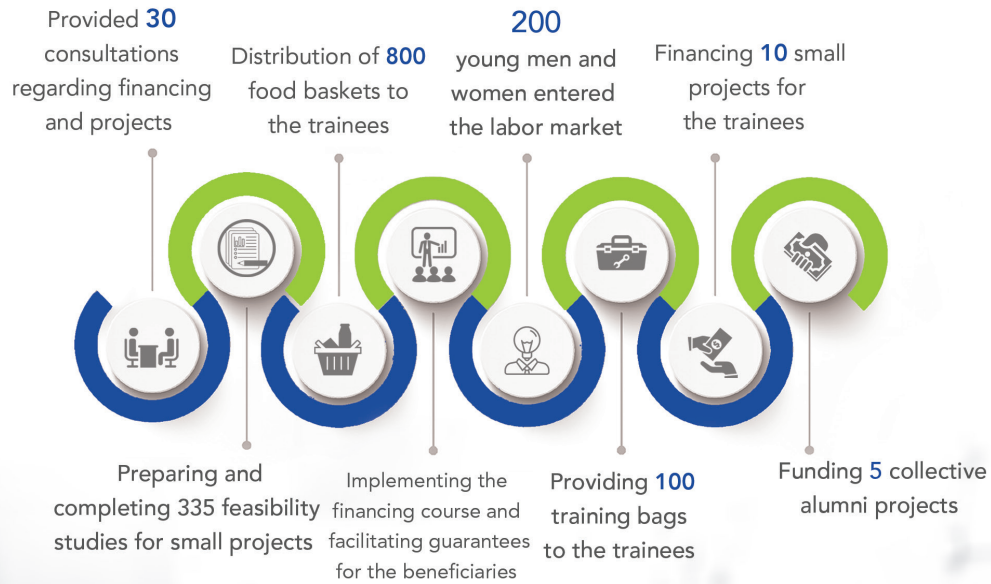 Provided 30
consultations
regarding financing
and projects
Distribution of 800
food baskets to
the trainees
200
young men and
women entered
the labor market
Financing 10 small
projects for
the trainees
Preparing and
completing 335 feasibility
studies for small projects
Implementing the
financing course and
facilitating guarantees
for the beneficiaries
Providing 100
training bags
to the trainees
Funding 5 collective
alumni projects